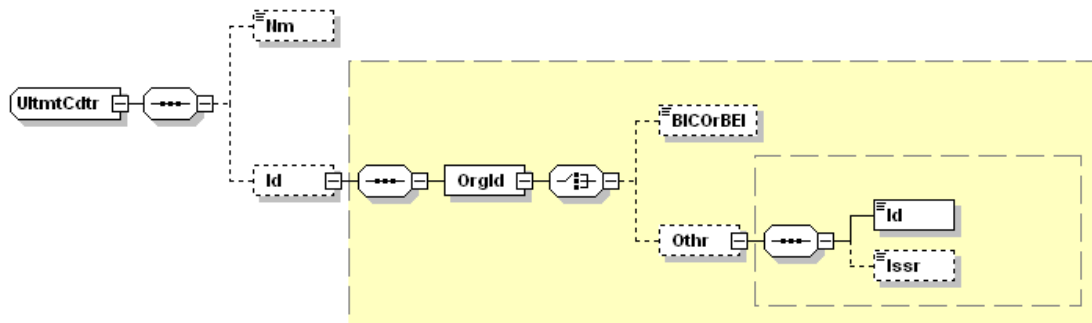 Nm
UltmtCdtr
BICOrBEI
Id
OrgId
Id
Othr
Issr